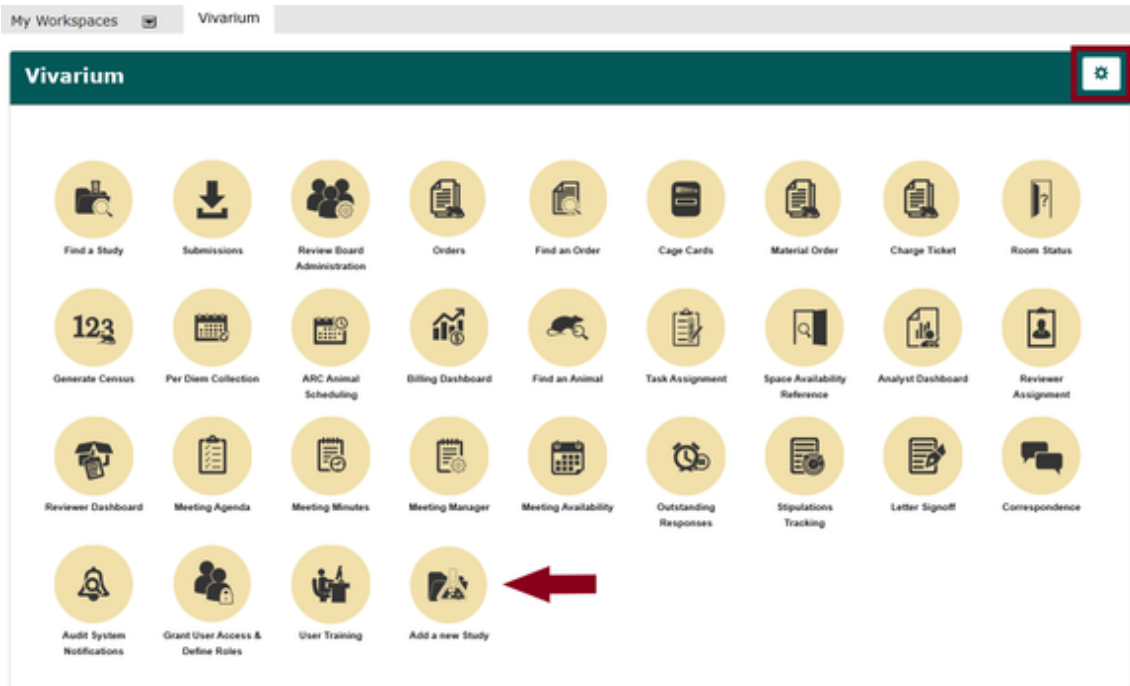 My Workspaces
Vivarium
Vivarium
Find a Study
Submissions
Review Board
Administration
Orders
Find an Order
Cage Cards
Material Order
Charge Ticket
Room Status
?
123
Generate Census
Per Diem Collection
ARC Animal
Scheduling
Billing Dashboard
Find an Animal
Task Assignment
Space Availability
Reference
Analyst Dashboard
Reviewer
Assignment
$
Reviewer Dashboard
Meeting Agenda
Meeting Minutes
Meeting Manager
Meeting Availability
Outstanding
Responses
Stipulations
Tracking
Letter Signoff
Correspondence
Audit System
Notifications
Grant User Access &
Define Roles
User Training
Add a new Study